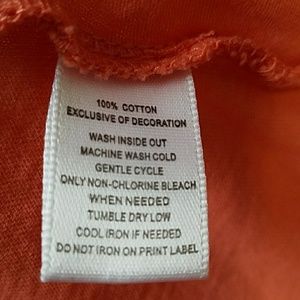 100% COTTON
EXCLUSIVE OF DECORATION
WASH INSIDE OUT
MACHINE WASH COLD
GENTLE CYCLE
ONLY NON-CHLORINE BLEACH
WHEN NEEDED
TUMBLE DRY LOW
COOL IRON IF NEEDED
DO NOT IRON ON PRINT LABEL